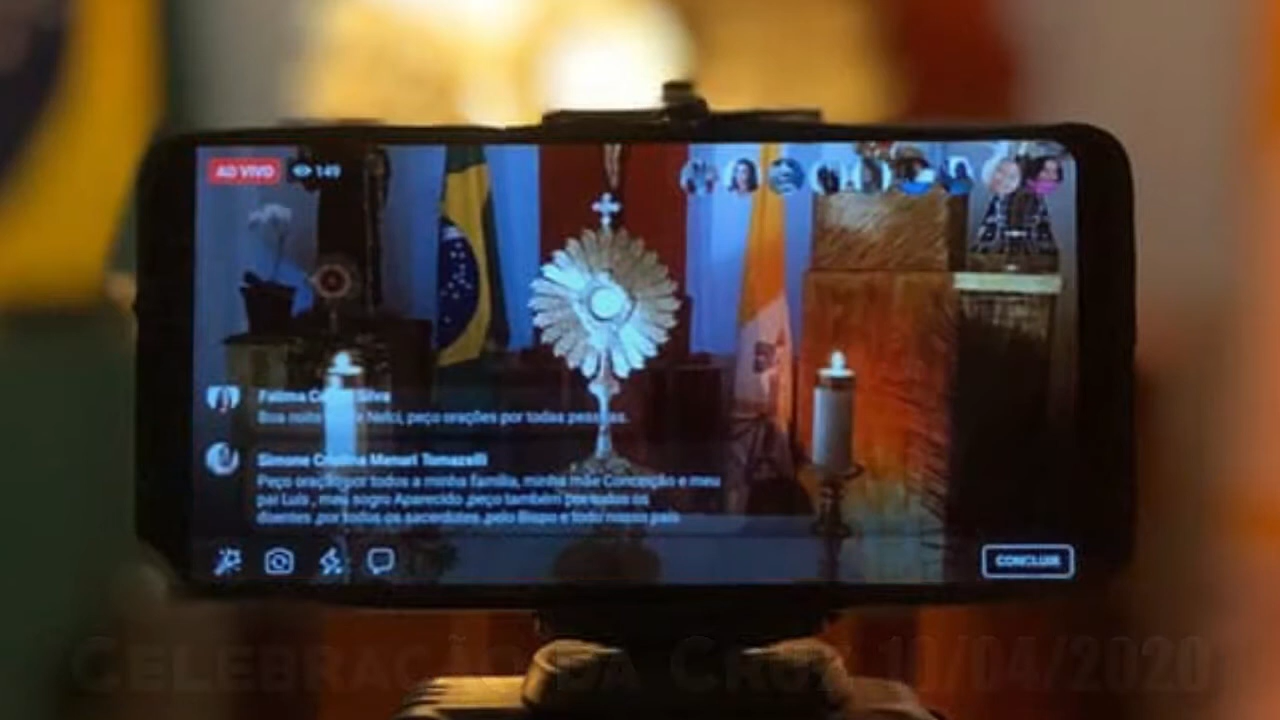 AO VIVO 149
Fatima Silva
Boa noite Nelci, peço orações por todas pessoas.
Simone Cristina Menari Tomazelli
Peço oração por todos a minha família, minha mãe Conceição e meu
pai Luis , meu sogro Aparecido ,peço também por todos os
doentes ,por todos os sacerdotes ,pelo Bispo e todo nosso país
CONCLUIR
CELEBRAÇÃO DA CRUZ 10/04/2020